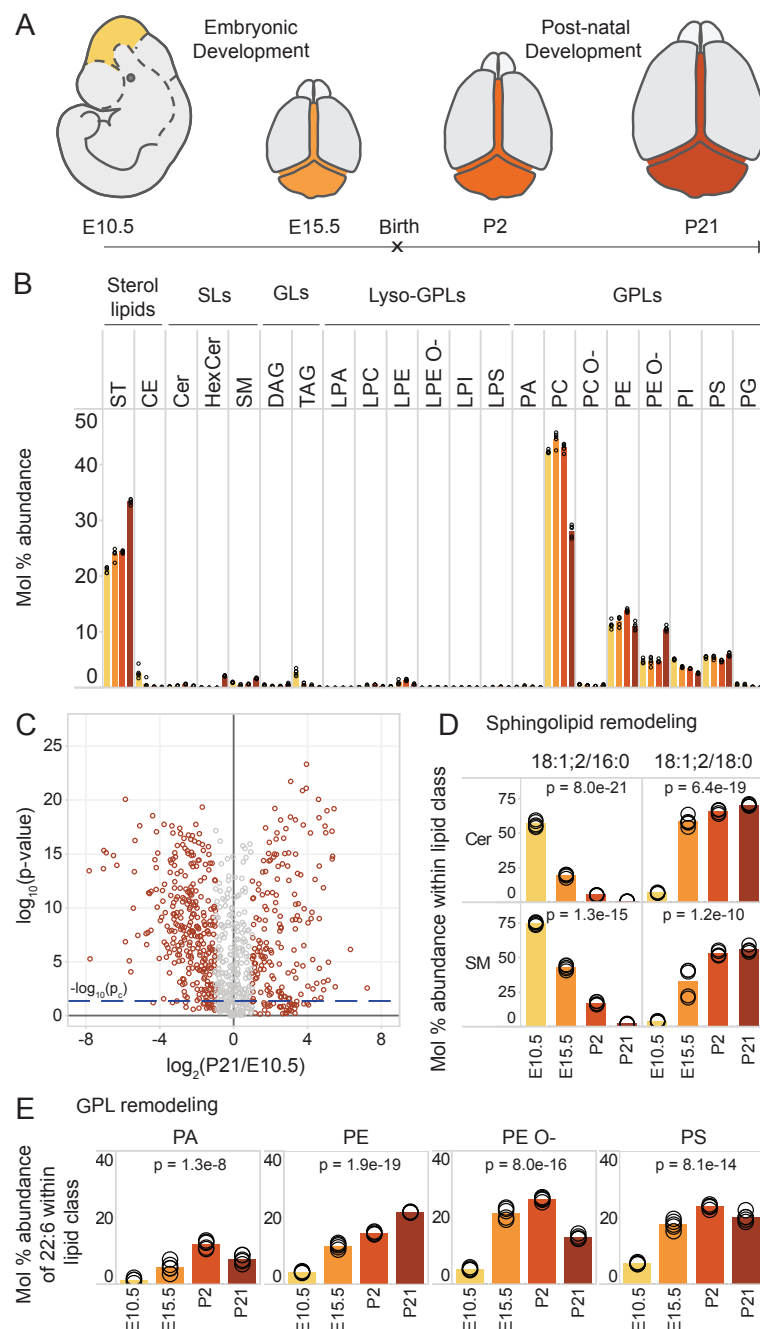 A
Embryonic
Development
Post-natal
Development
E10.5
E15.5
Birth
P2
P21
B
Sterol
lipids
SLs
GLs
Lyso-GPLs
GPLs
ST
CE
Cer
HexCer
SM
DAG
TAG
LPA
LPC
LPE
LPE O-
LPI
LPS
PA
PC
PC O-
PE
PE O-
PI
PS
PG
Mol % abundance
50
40
30
20
10
0
C
log10(p-value)
25
20
15
10
5
0
-log10(pc)
-8
-4
0
4
8
log2(P21/E10.5)
D
Sphingolipid remodeling
18:1;2/16:0
18:1;2/18:0
p = 8.0e-21
p = 6.4e-19
Mol % abundance within lipid class
Cer
75
50
25
0
p = 1.3e-15
p = 1.2e-10
SM
75
50
25
0
E10.5
E15.5
P2
P21
E10.5
E15.5
P2
P21
E
GPL remodeling
PA
PE
PE O-
PS
Mol % abundance
of 22:6 within
lipid class
40
20
0
p = 1.3e-8
40
20
0
p = 1.9e-19
40
20
0
p = 8.0e-16
40
20
0
p = 8.1e-14
E10.5
E15.5
P2
P21
E10.5
E15.5
P2
P21
E10.5
E15.5
P2
P21
E10.5
E15.5
P2
P21